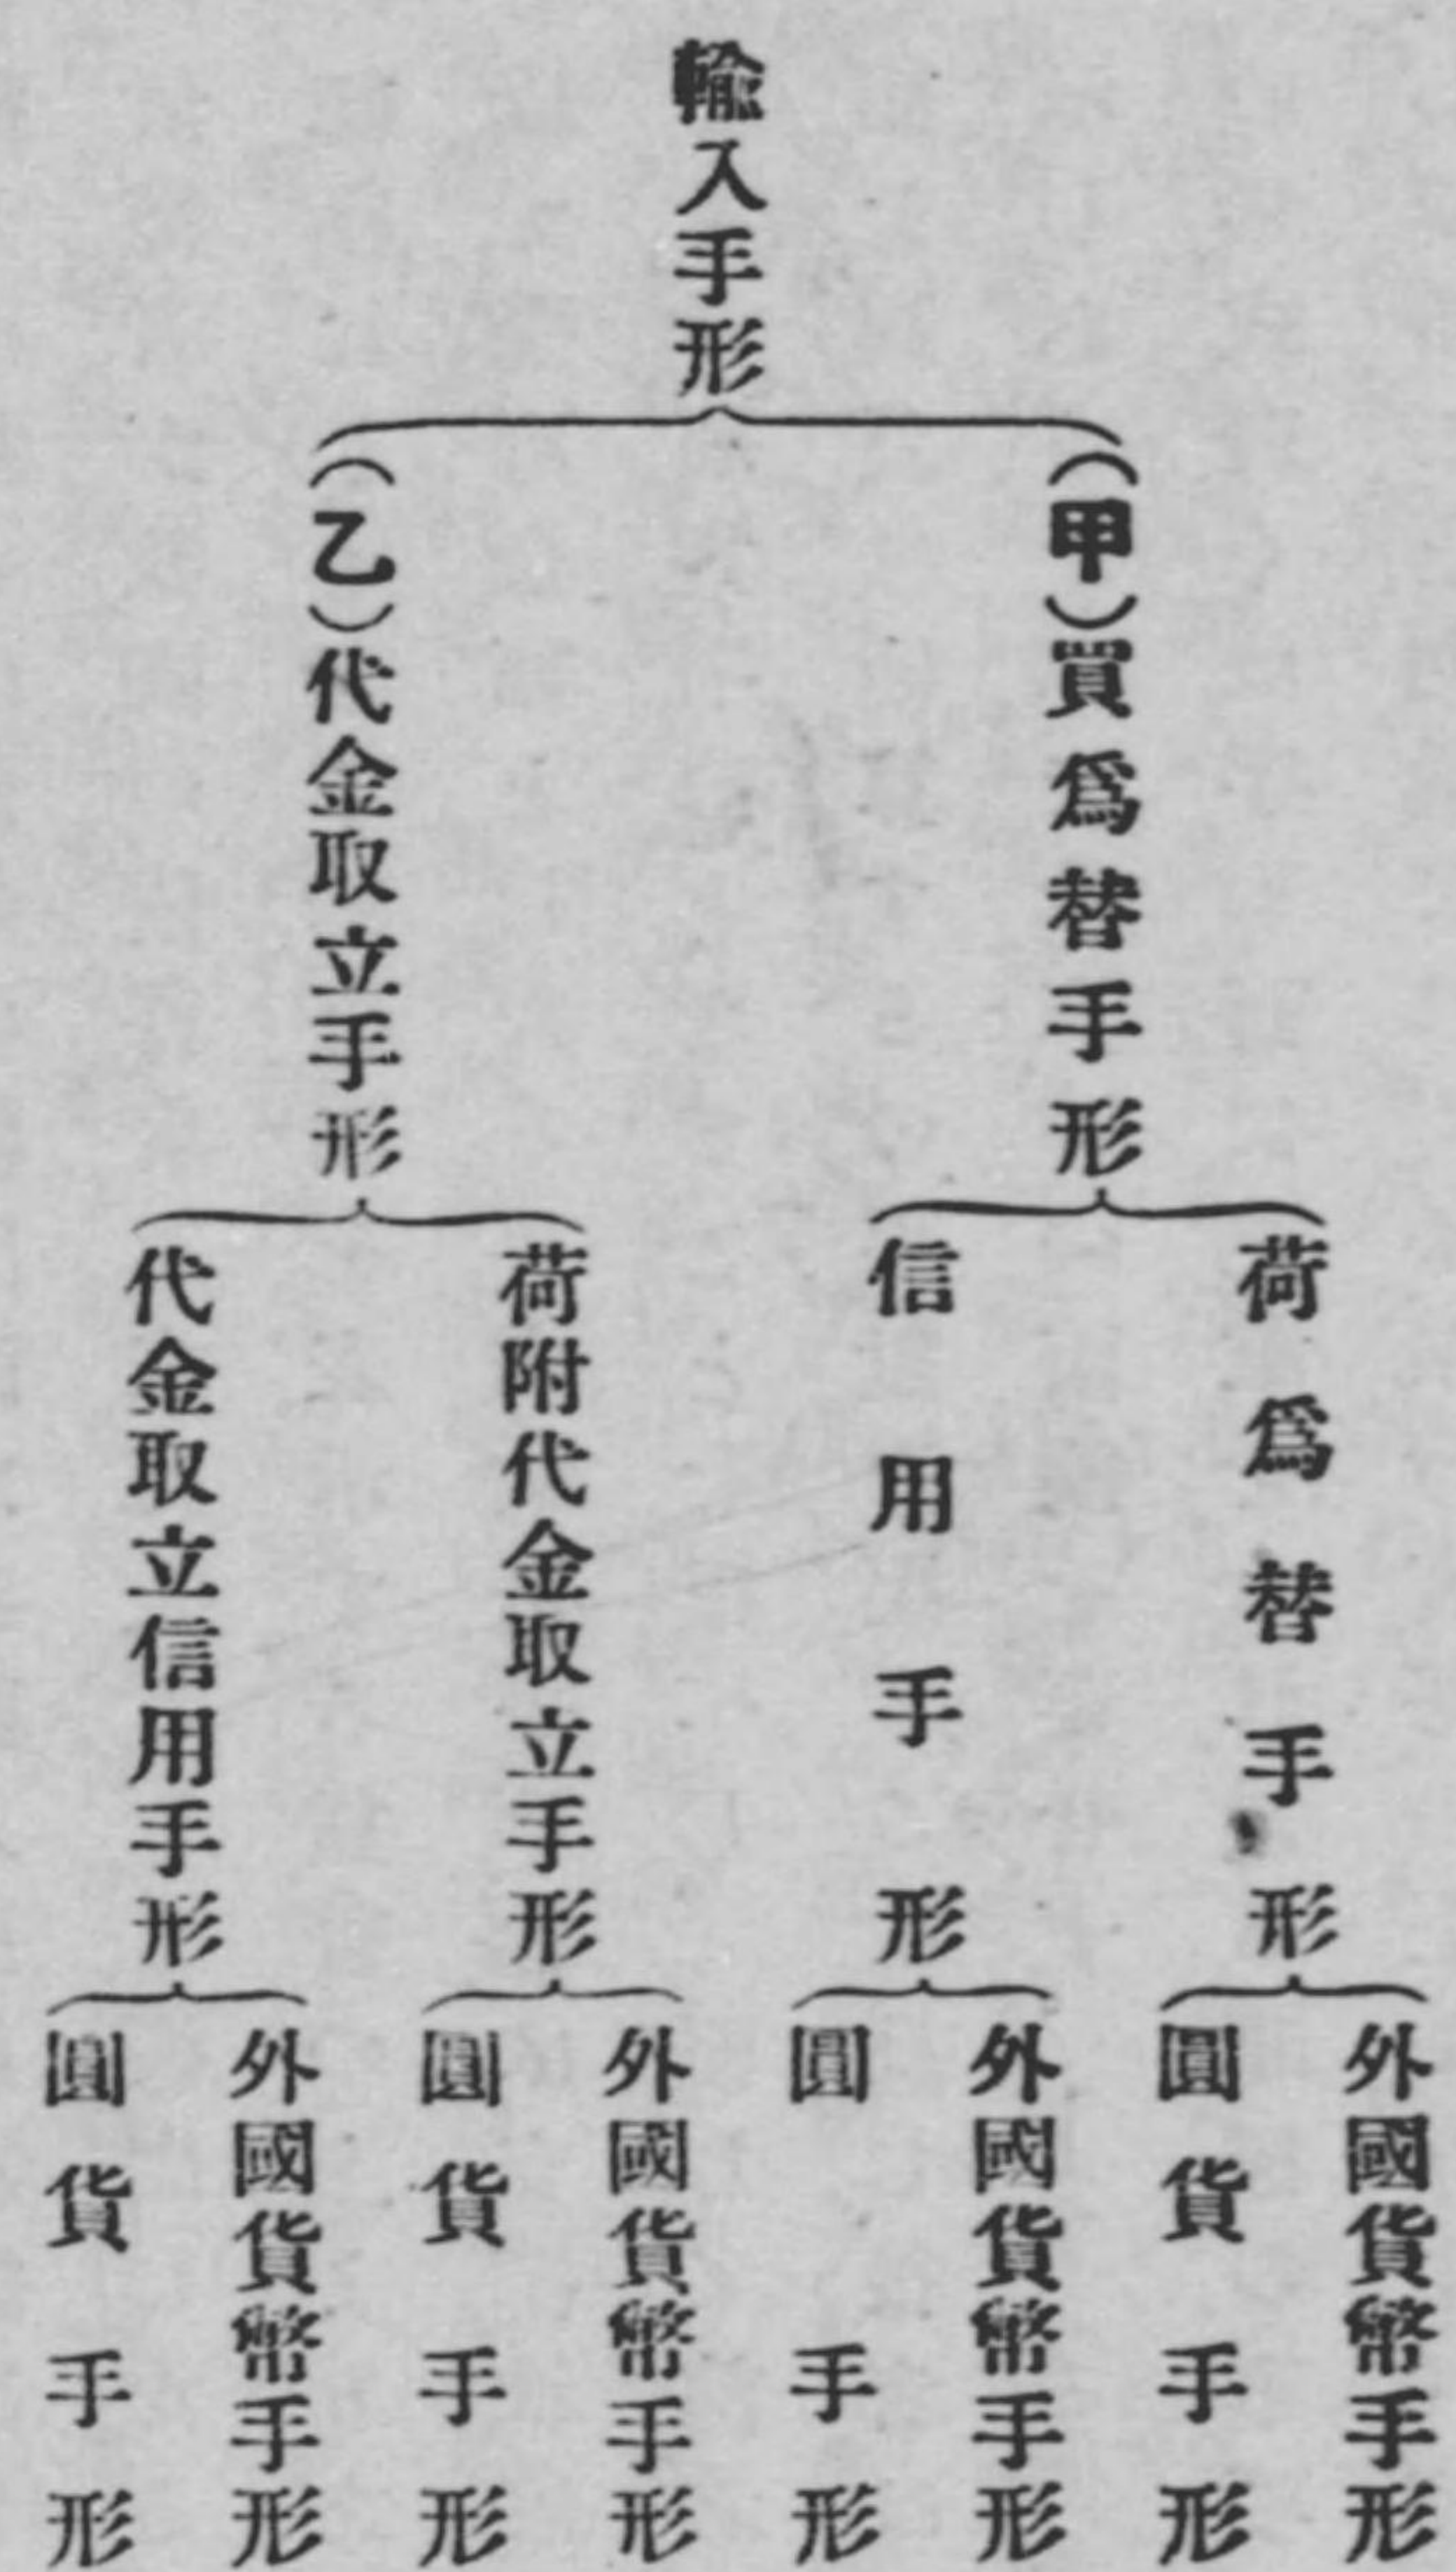 輸入手形
(甲)買爲替手形
荷爲替手形
外國貨幣手形
圓貨手形
信用手形
外國貨幣手形
圓手形
(乙)代金取立手形
荷附代金取立手形
外國貨幣手形
圓貨手形
代金取立信用手形
外國貨幣手形
圓貨手形